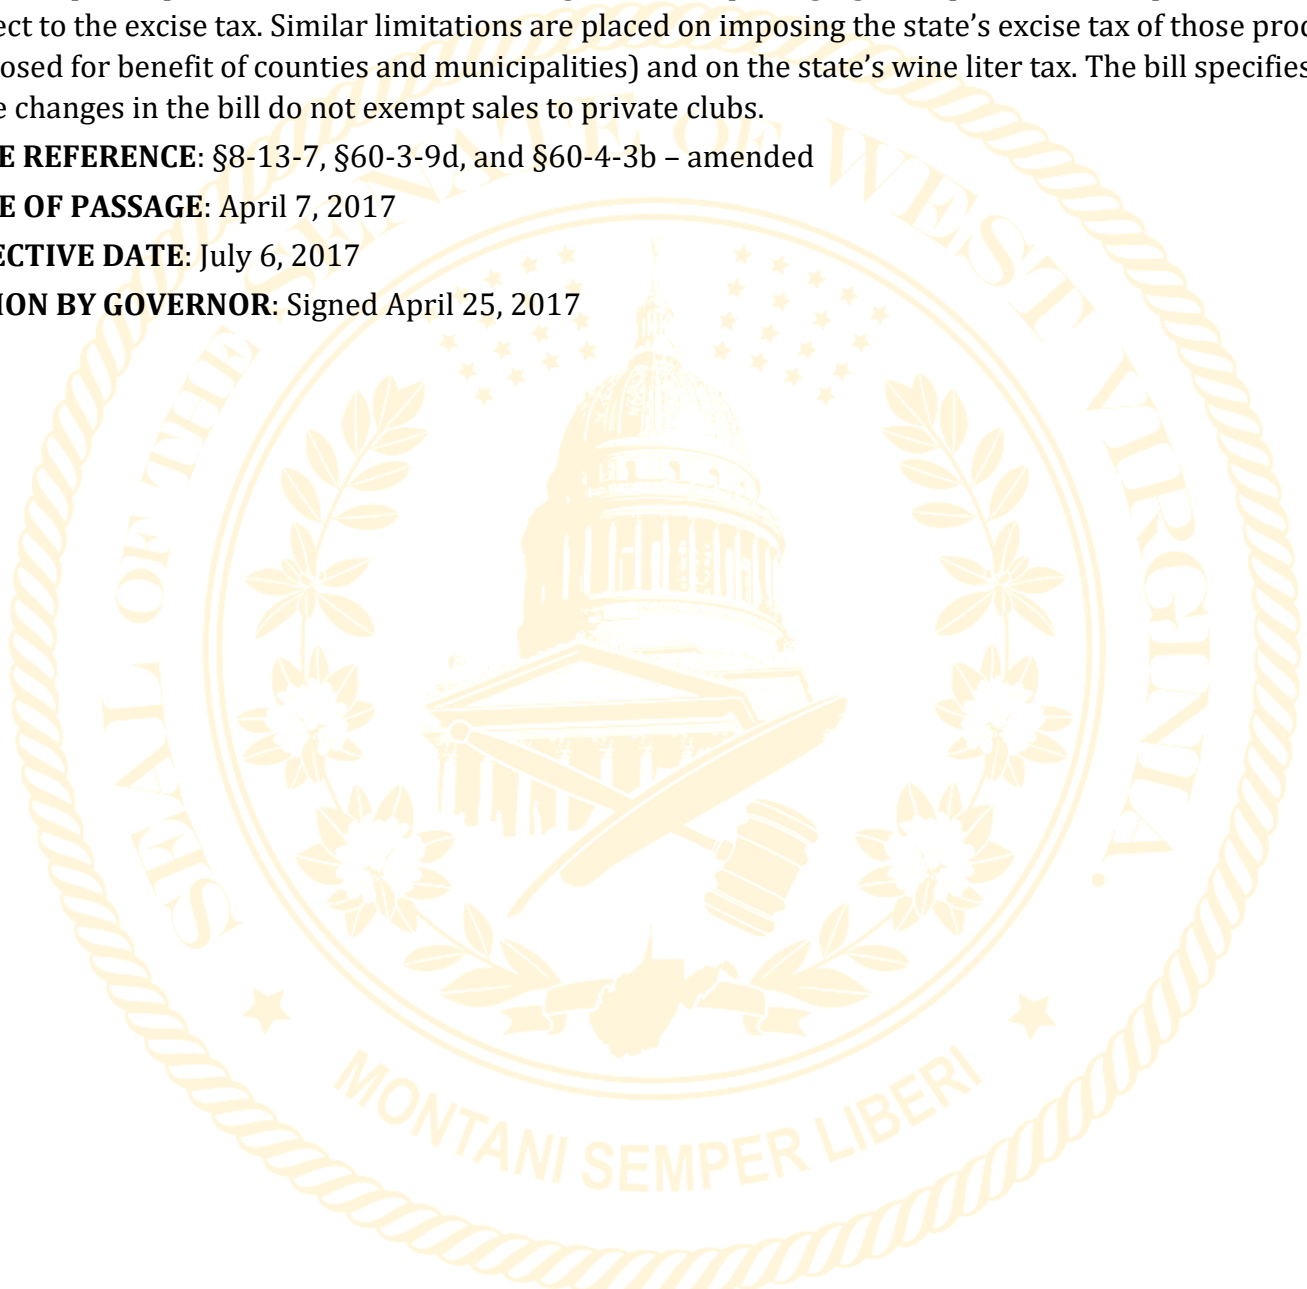 ect to the excise tax. Similar limitations are placed on imposing the state’s excise tax of those proc
osed for benefit of counties and municipalities) and on the state’s wine liter tax. The bill specifies
e changes in the bill do not exempt sales to private clubs.
E REFERENCE: §8-13-7, §60-3-9d, and §60-4-3b – amended
E OF PASSAGE: April 7, 2017
ECTIVE DATE: July 6, 2017
ION BY GOVERNOR: Signed April 25, 2017
SEAL OF THE SENATE OF WEST VIRGINIA
MONTANI SEMPER LIBERI